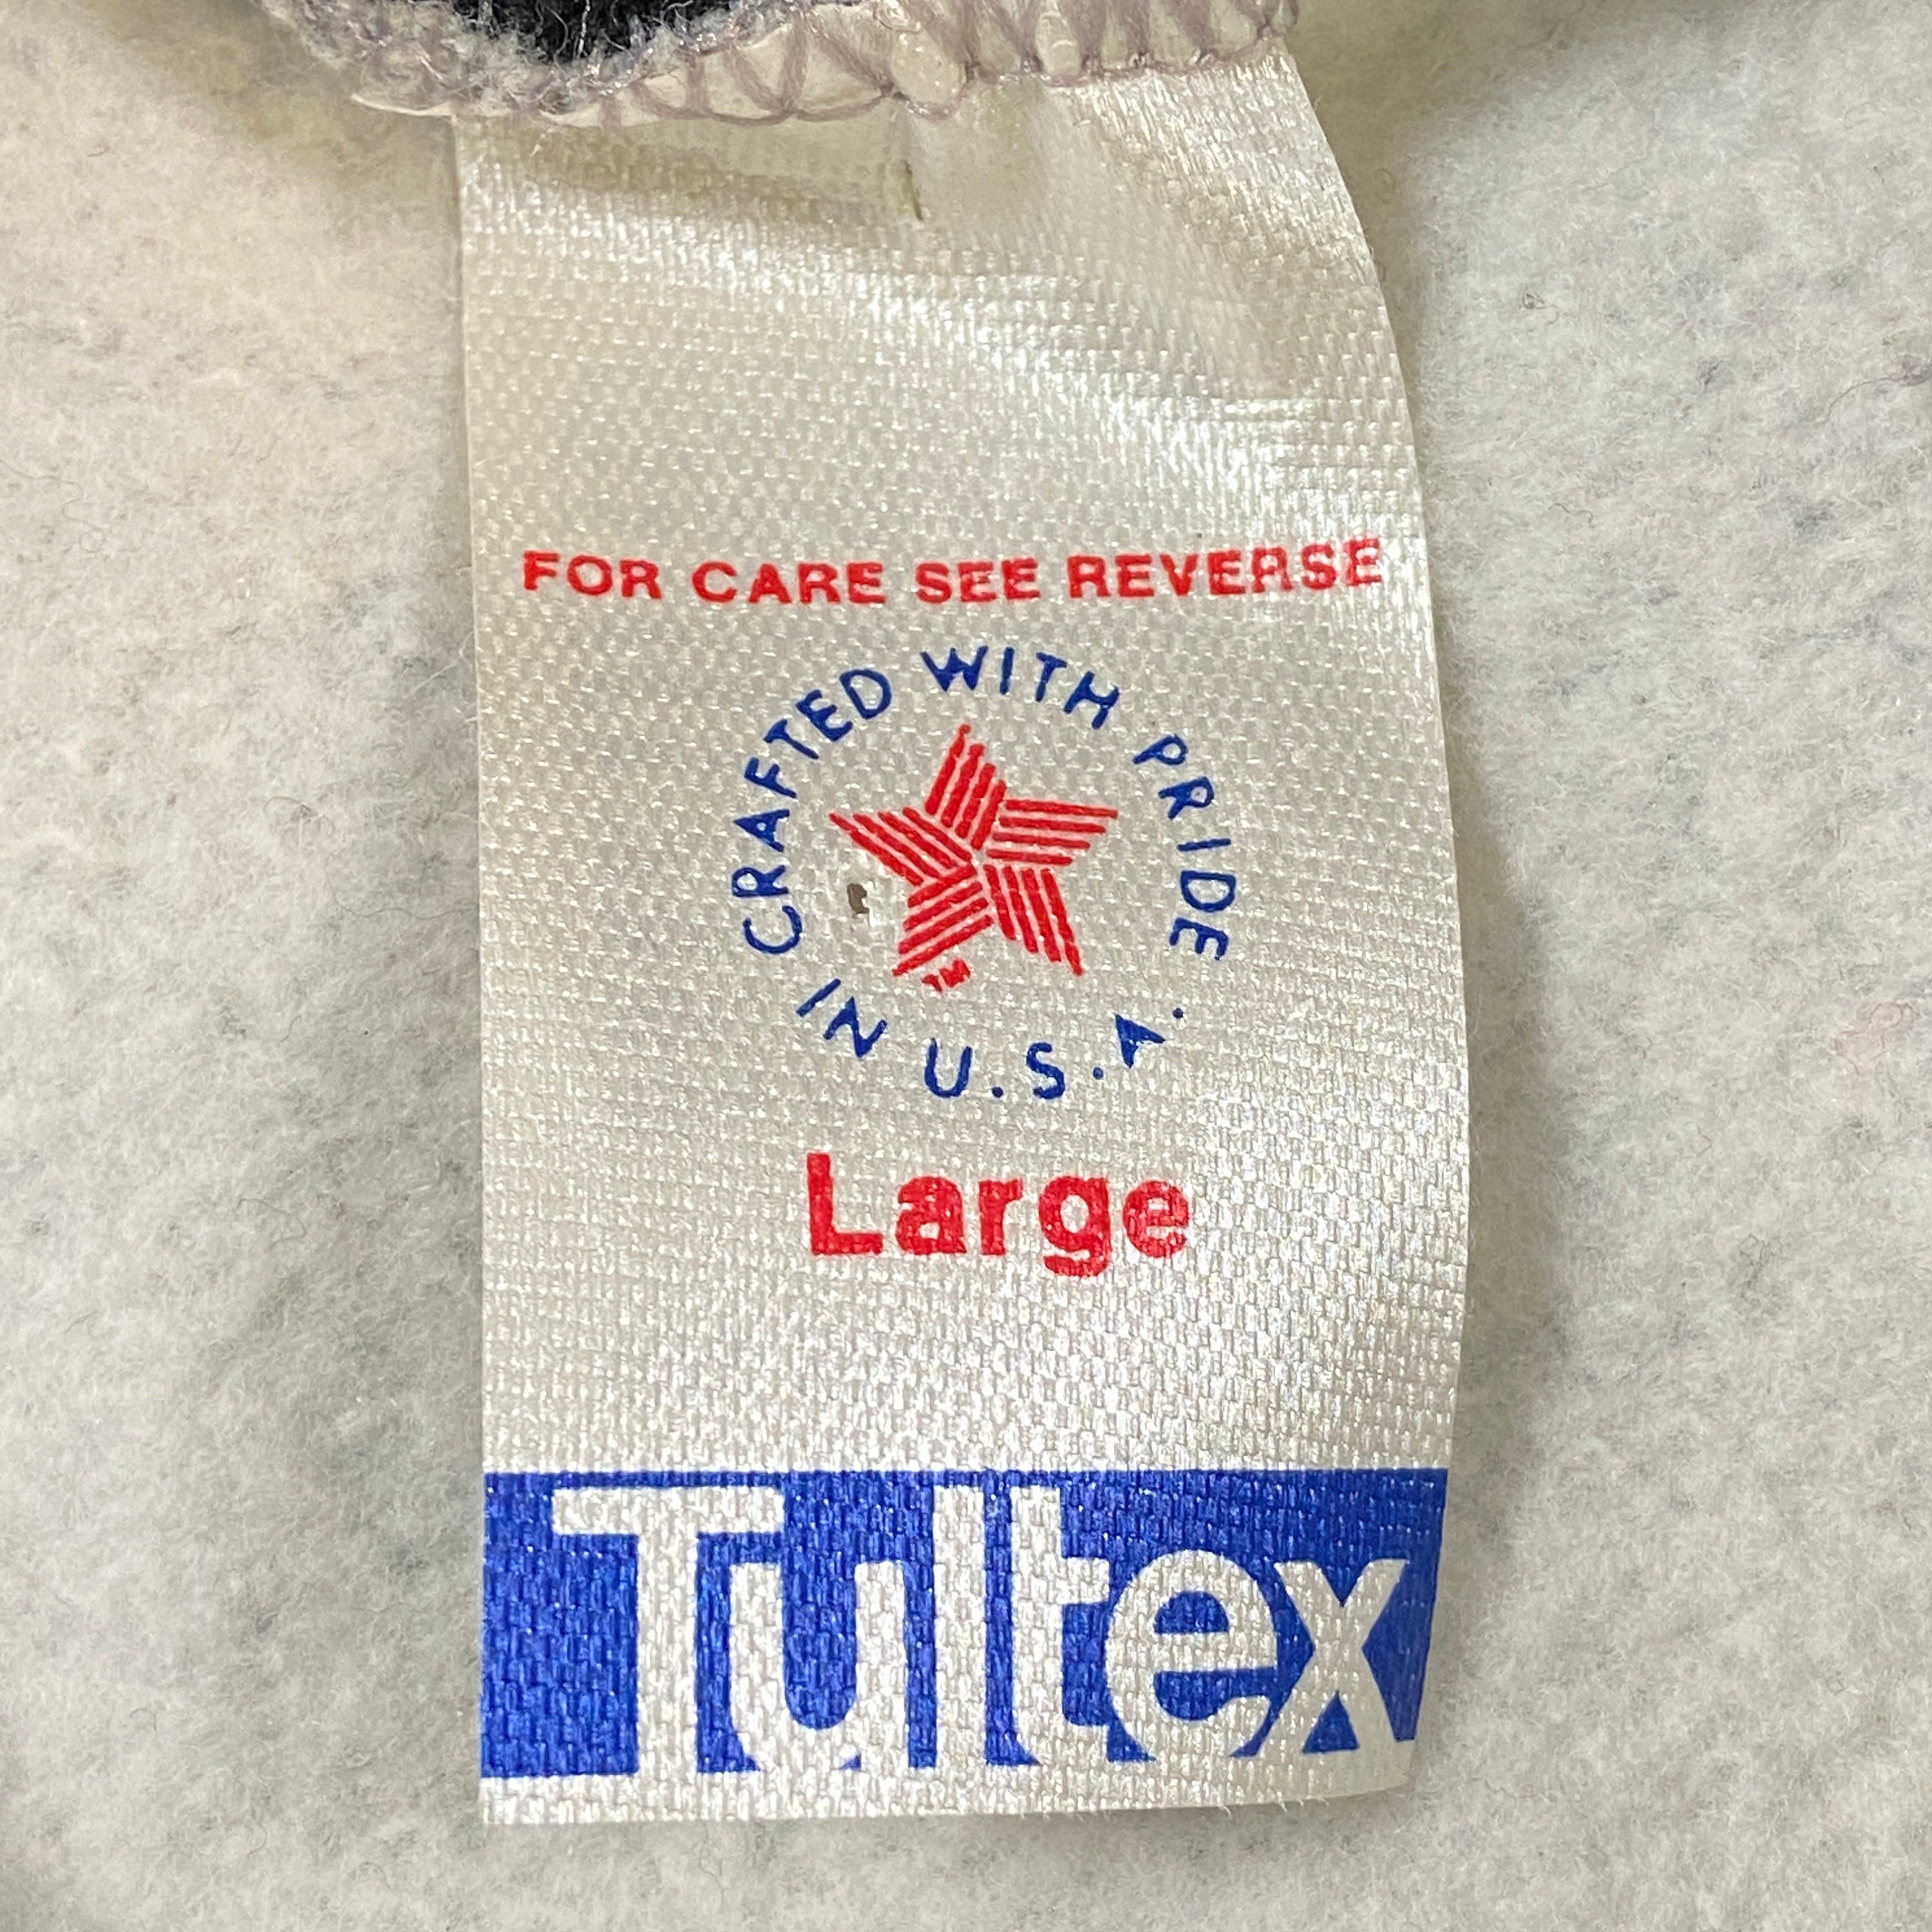 FOR CARE SEE REVERSE
CRAFTED WITH PRIDE
IN U.S.A.
Large
Tultex